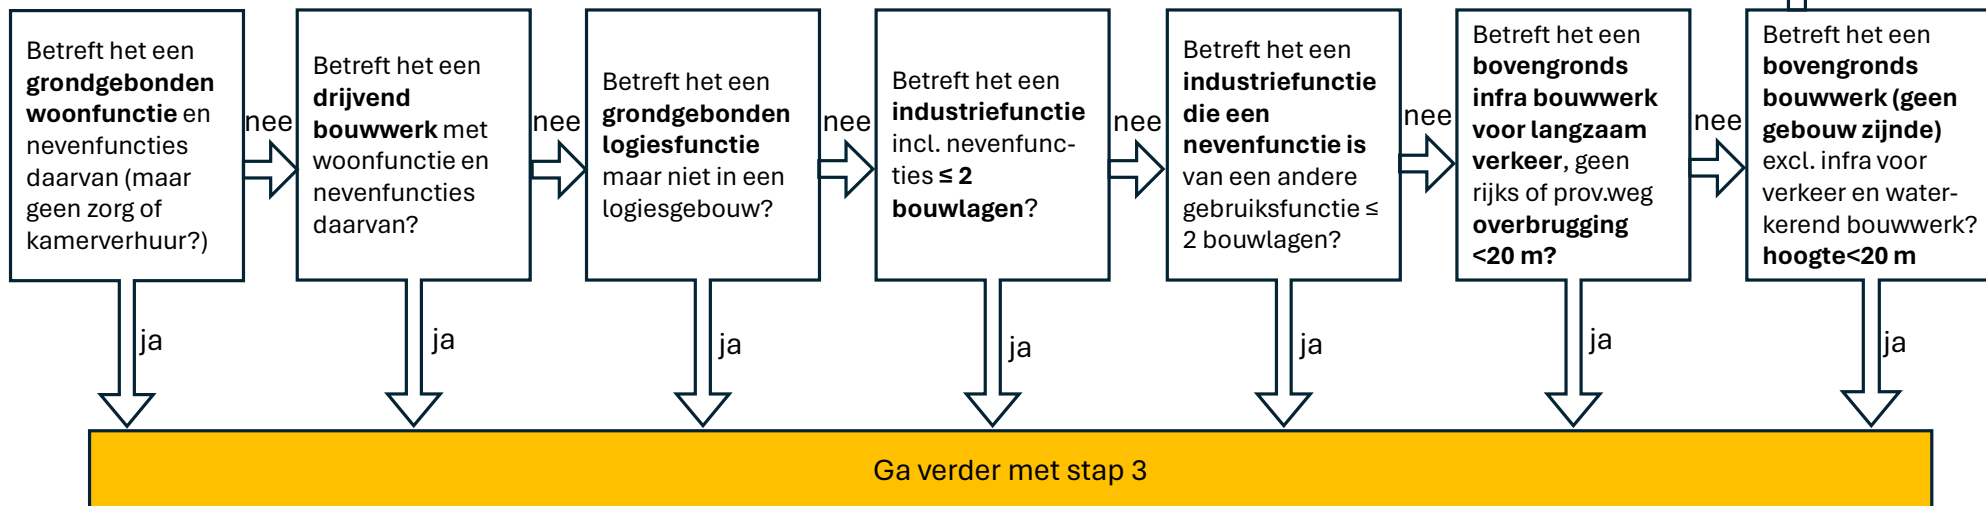 Betreft het een
grondgebonden
woonfunctie en
nevenfuncties
daarvan (maar
geen zorg of
kamerverhuur?)
nee
Betreft het een
drijvend
bouwwerk met
woonfunctie en
nevenfuncties
daarvan?
nee
Betreft het een
grondgebonden
logiesfunctie
maar niet in een
logiesgebouw?
nee
Betreft het een
industriefunctie
incl. nevenfunc-
ties ≤ 2
bouwlagen?
nee
Betreft het een
industriefunctie
die een
nevenfunctie is
van een andere
gebruiksfunctie ≤
2 bouwlagen?
nee
Betreft het een
bovengronds
infra bouwwerk
voor langzaam
verkeer, geen
rijks of prov.weg
overbrugging
<20 m?
nee
Betreft het een
bovengronds
bouwwerk (geen
gebouw zijnde)
excl. infra voor
verkeer en water-
kerend bouwwerk?
hoogte<20 m
ja
ja
ja
ja
ja
ja
ja
Ga verder met stap 3